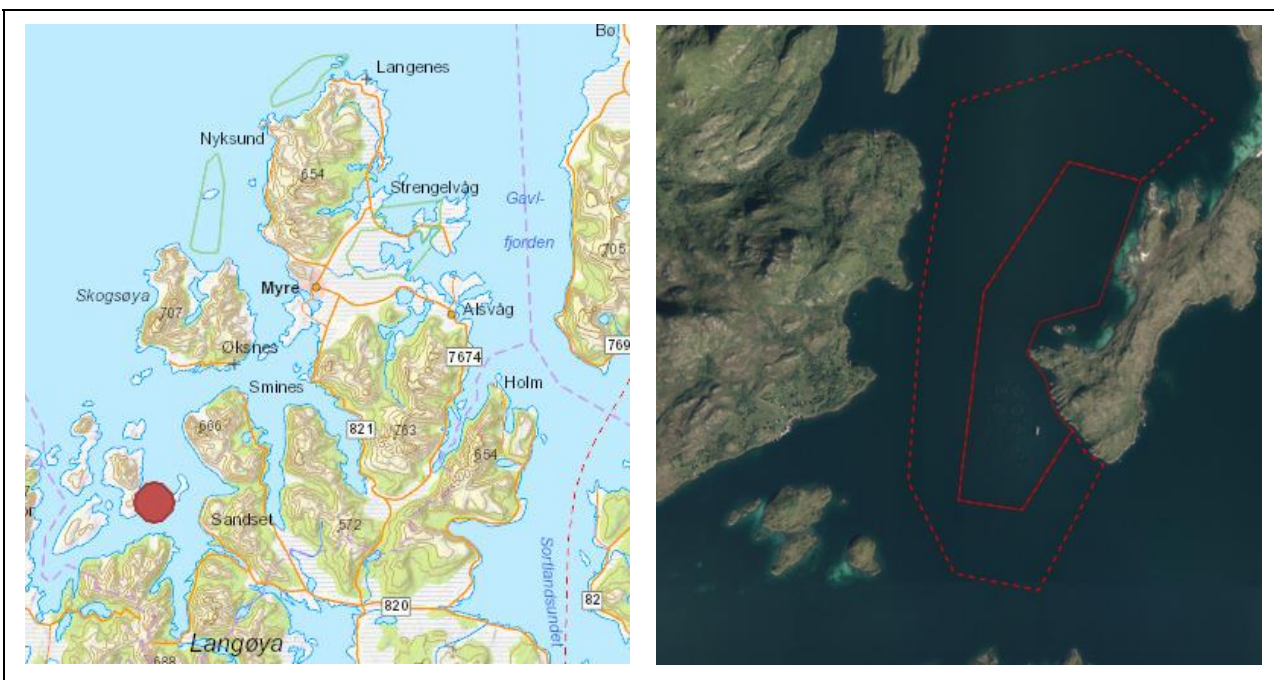 Bø
Langenes
Nyksund
654
Strengelvåg
Gavl-
fjorden
705
Myre
Skogsøya
707
Alsvåg
Øksnes
7674
769
Smines
Holm
666
821
763
654
Sandset
572
Sortlandsundet
820
82
Langøya
688